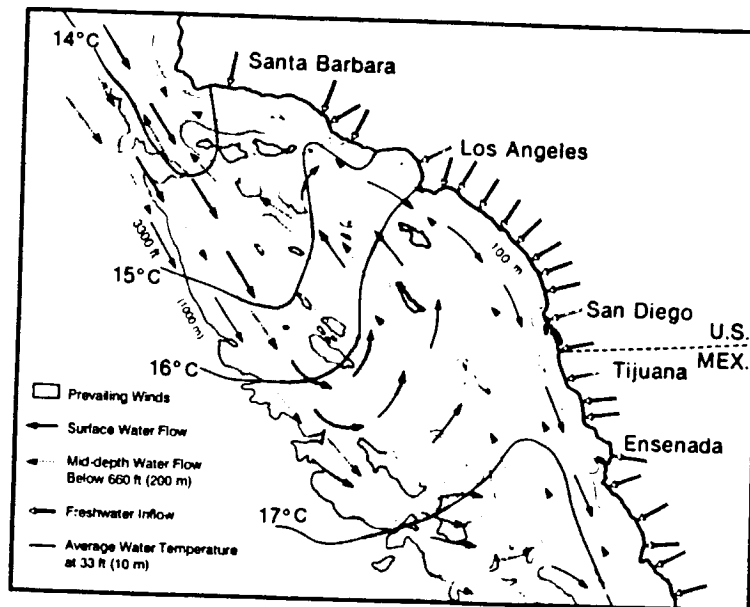 14°C
Santa Barbara
Los Angeles
3300 ft
(1000 m)
100 m
15°C
San Diego
U.S.
MEX.
16°C
Tijuana
Prevailing Winds
Surface Water Flow
Ensenada
Mid-depth Water Flow
Below 660 ft (200 m)
17°C
Freshwater Inflow
Average Water Temperature
at 33 ft (10 m)